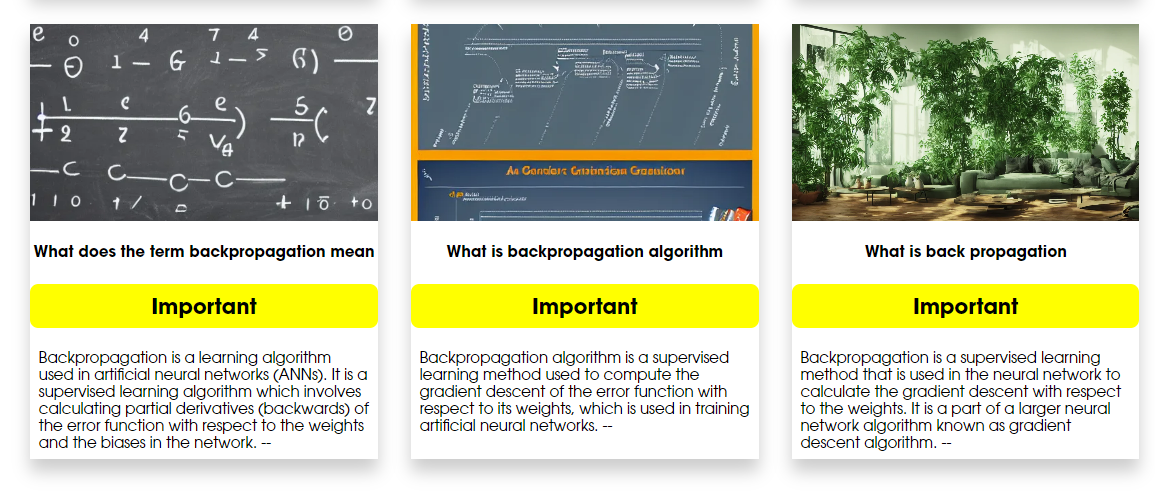 What does the term backpropagation mean
Important
Backpropagation is a learning algorithm
used in artificial neural networks (ANNs). It is a
supervised learning algorithm which involves
calculating partial derivatives (backwards) of
the error function with respect to the weights
and the biases in the network. --
What is backpropagation algorithm
Important
Backpropagation algorithm is a supervised
learning method used to compute the
gradient descent of the error function with
respect to its weights, which is used in training
artificial neural networks. --
What is back propagation
Important
Backpropagation is a supervised learning
method that is used in the neural network to
calculate the gradient descent with respect
to the weights. It is a part of a larger neural
network algorithm known as gradient
descent algorithm. --